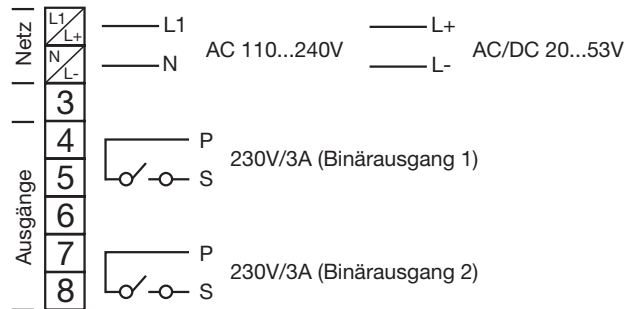 Netz
L1 L+ L1 L+
AC 110...240V AC/DC 20...53V
N L- N L-
3
Ausgänge
4 P
230V/3A (Binärausgang 1)
5 S
6
7 P
230V/3A (Binärausgang 2)
8 S